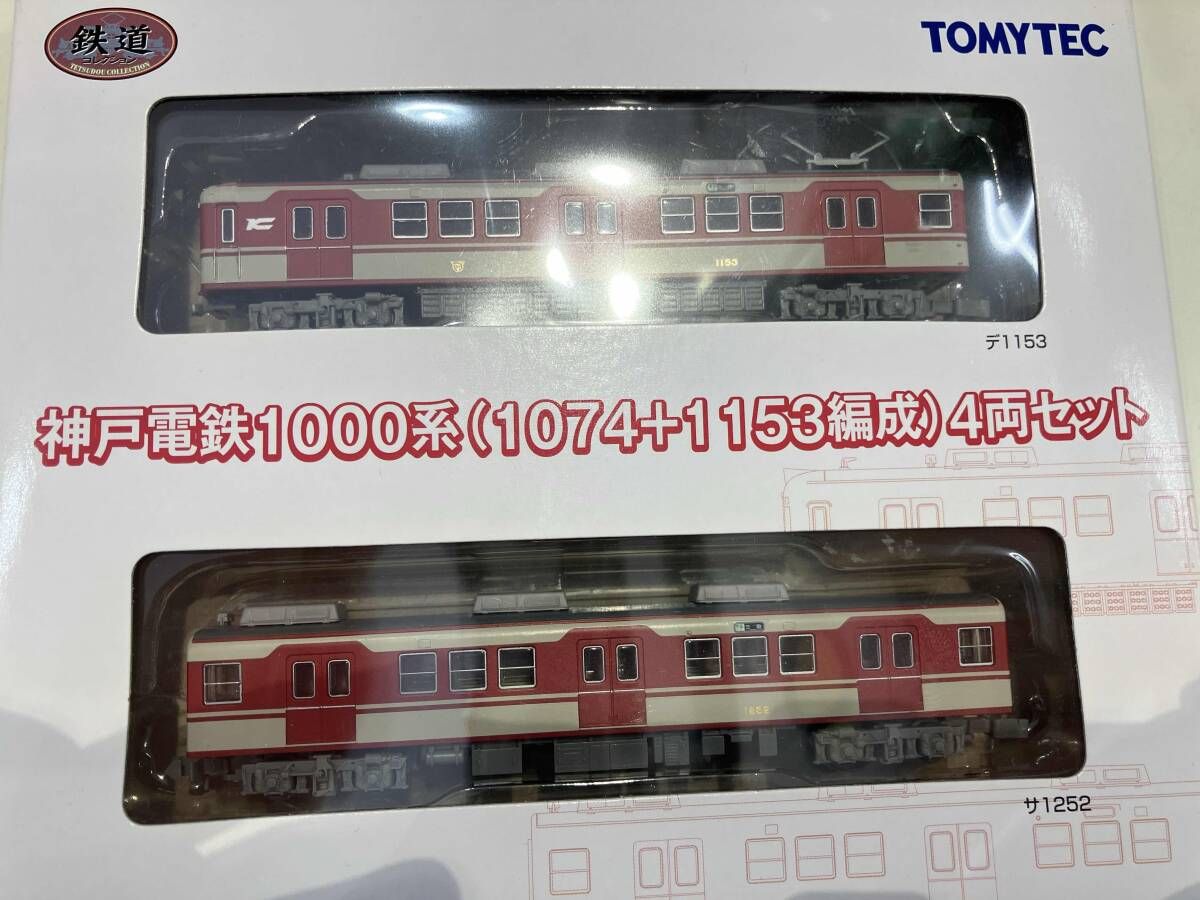 鉄道
コレクション
TETSUDOU COLLECTION
TOMYTEC
1153
デ1153
神戸電鉄1000系(1074+1153編成)4両セット
サ1252